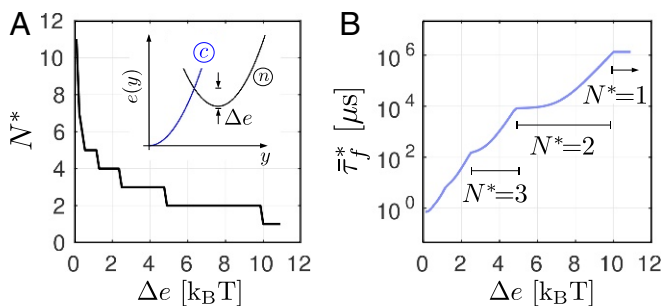 A
12
10
8
6
4
2
0
N*
0 2 4 6 8 10 12
Δe [k_BT]
e(y)
c
n
Δe
y
B
10^6
10^4
10^2
10^0
τ̄*_f [μs]
N*=1
N*=2
N*=3
0 2 4 6 8 10 12
Δe [k_BT]